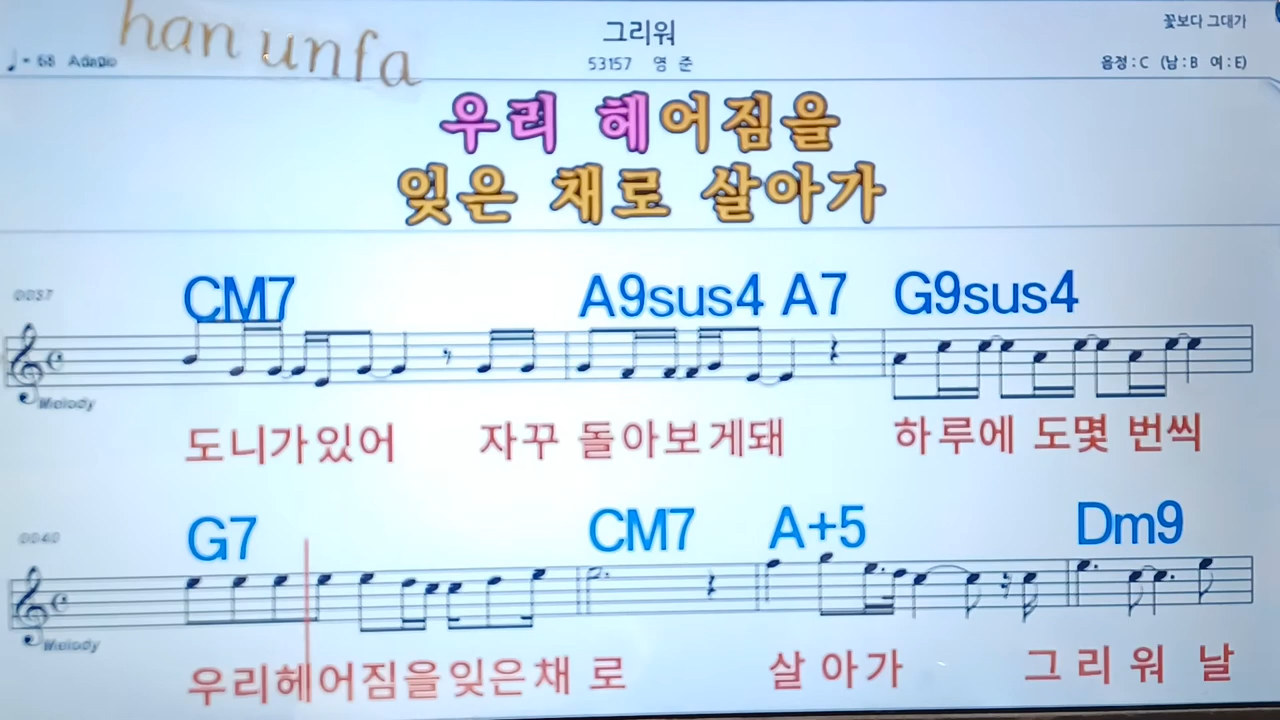 han unfa
그리워
꽃보다 그대가
♩= 68 Adagio
53157 영 준
음정 : C (남 : B 여 : E)
우리 헤어짐을
잊은 채로 살아가
CM7 A9sus4 A7 G9sus4
0037
Melody
도니가있어 자꾸 돌아보게돼 하루에 도몇 번씩
G7 CM7 A+5 Dm9
0040
Melody
우리헤어짐을잊은채 로 살 아가 그 리 워 날